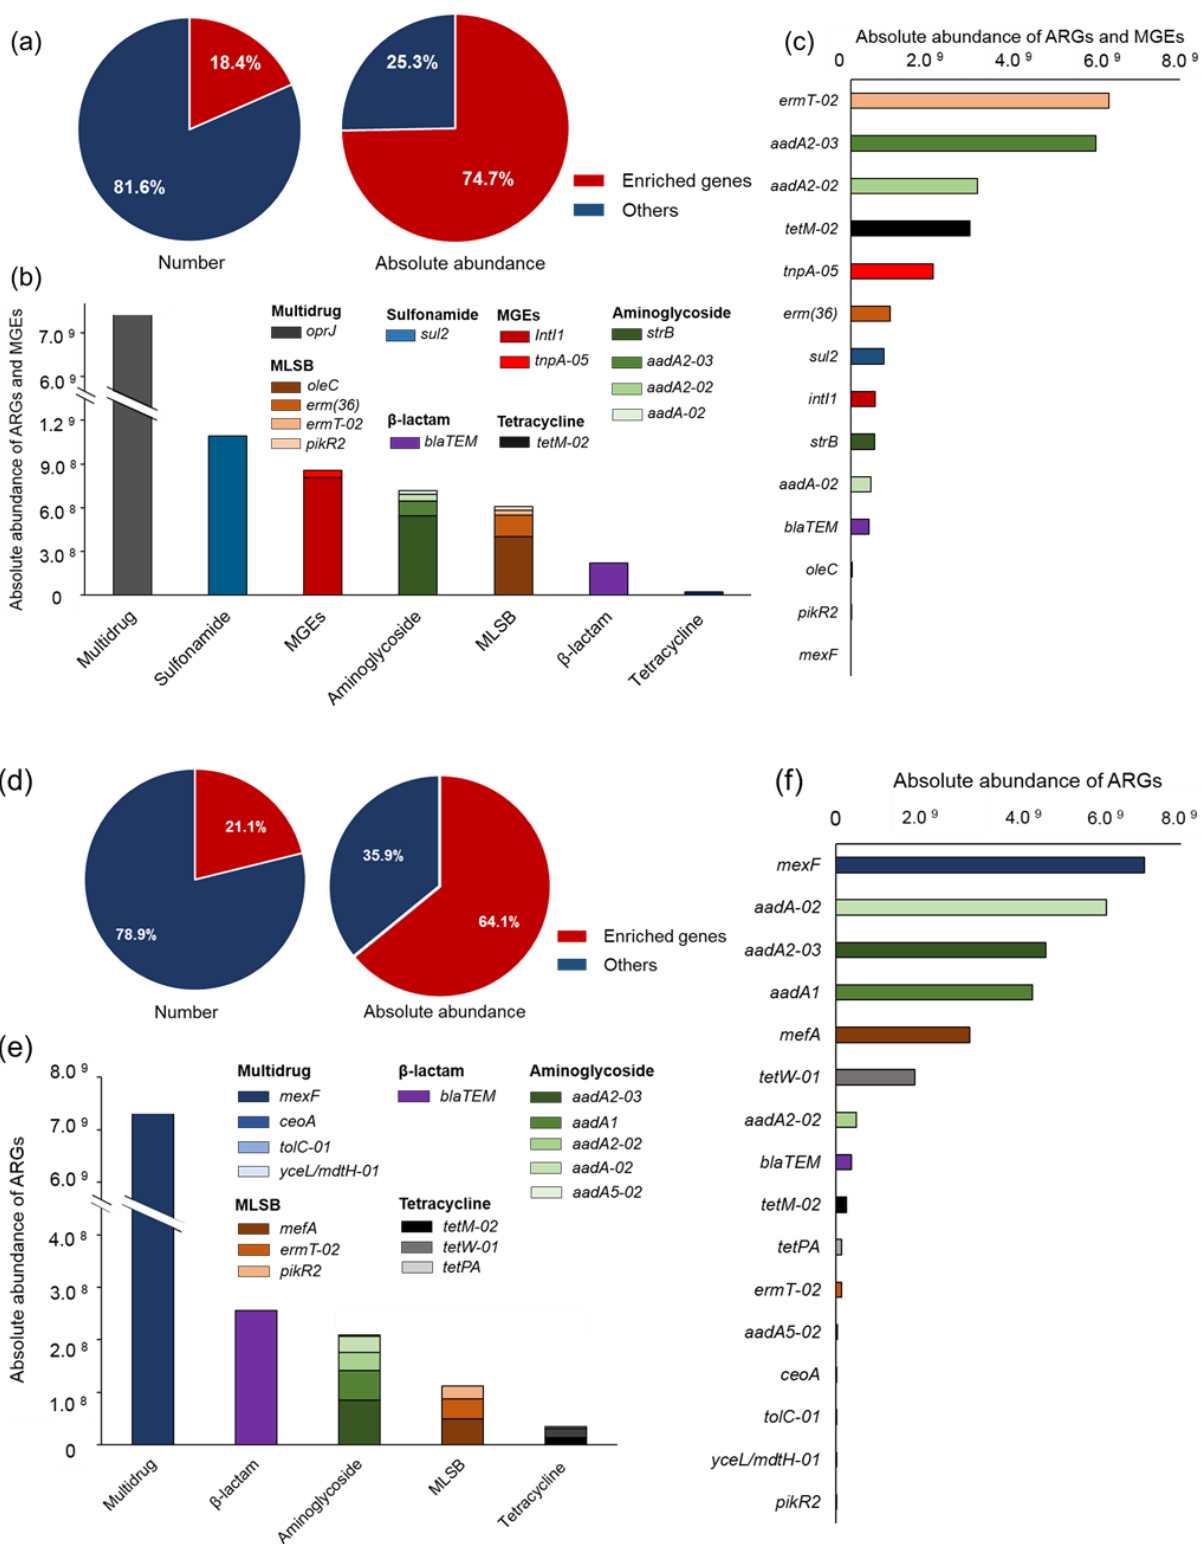 (a)
18.4%
81.6%
Number
25.3%
74.7%
Absolute abundance
Enriched genes
Others
(b)
Absolute abundance of ARGs and MGEs
7.0 9
6.0 9
1.2 9
9.0 8
6.0 8
3.0 8
0
Multidrug
oprJ
MLSB
oleC
erm(36)
ermT-02
pikR2
Sulfonamide
sul2
β-lactam
blaTEM
MGEs
IntI1
tnpA-05
Tetracycline
tetM-02
Aminoglycoside
strB
aadA2-03
aadA2-02
aadA-02
Multidrug
Sulfonamide
MGEs
Aminoglycoside
MLSB
β-lactam
Tetracycline
(c)
Absolute abundance of ARGs and MGEs
0 2.0 9 4.0 9 6.0 9 8.0 9
ermT-02
aadA2-03
aadA2-02
tetM-02
tnpA-05
erm(36)
sul2
intI1
strB
aadA-02
blaTEM
oleC
pikR2
mexF
(d)
21.1%
78.9%
Number
35.9%
64.1%
Absolute abundance
Enriched genes
Others
(e)
Absolute abundance of ARGs
8.0 9
7.0 9
6.0 9
4.0 8
3.0 8
2.0 8
1.0 8
0
Multidrug
mexF
ceoA
tolC-01
yceL/mdtH-01
MLSB
mefA
ermT-02
pikR2
β-lactam
blaTEM
Tetracycline
tetM-02
tetW-01
tetPA
Aminoglycoside
aadA2-03
aadA1
aadA2-02
aadA-02
aadA5-02
Multidrug
β-lactam
Aminoglycoside
MLSB
Tetracycline
(f)
Absolute abundance of ARGs
0 2.0 9 4.0 9 6.0 9 8.0 9
mexF
aadA-02
aadA2-03
aadA1
mefA
tetW-01
aadA2-02
blaTEM
tetM-02
tetPA
ermT-02
aadA5-02
ceoA
tolC-01
yceL/mdtH-01
pikR2